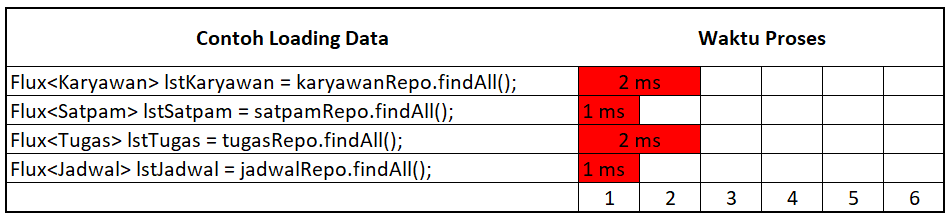 Contoh Loading Data Waktu Proses
Flux<Karyawan> lstKaryawan = karyawanRepo.findAll(); 2 ms
Flux<Satpam> lstSatpam = satpamRepo.findAll(); 1 ms
Flux<Tugas> lstTugas = tugasRepo.findAll(); 2 ms
Flux<Jadwal> lstJadwal = jadwalRepo.findAll(); 1 ms
1 2 3 4 5 6